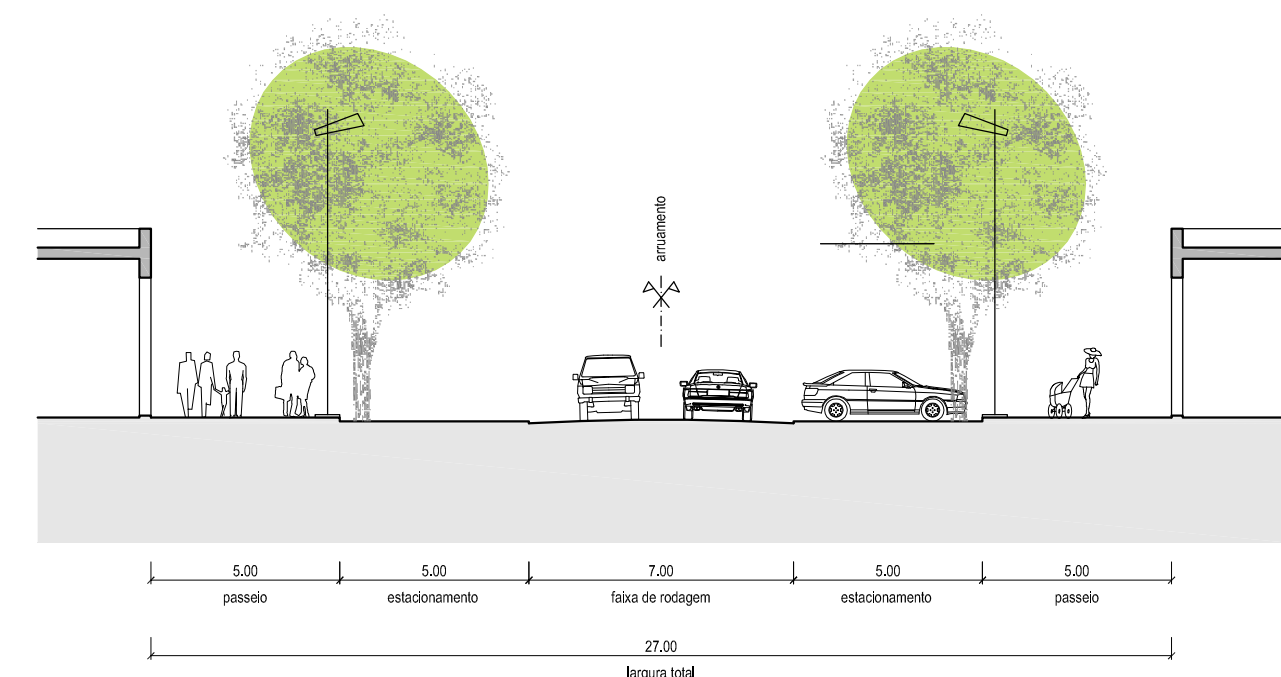 arruamento
5.00 5.00 7.00 5.00 5.00
passeio estacionamento faixa de rodagem estacionamento passeio
27.00
largura total